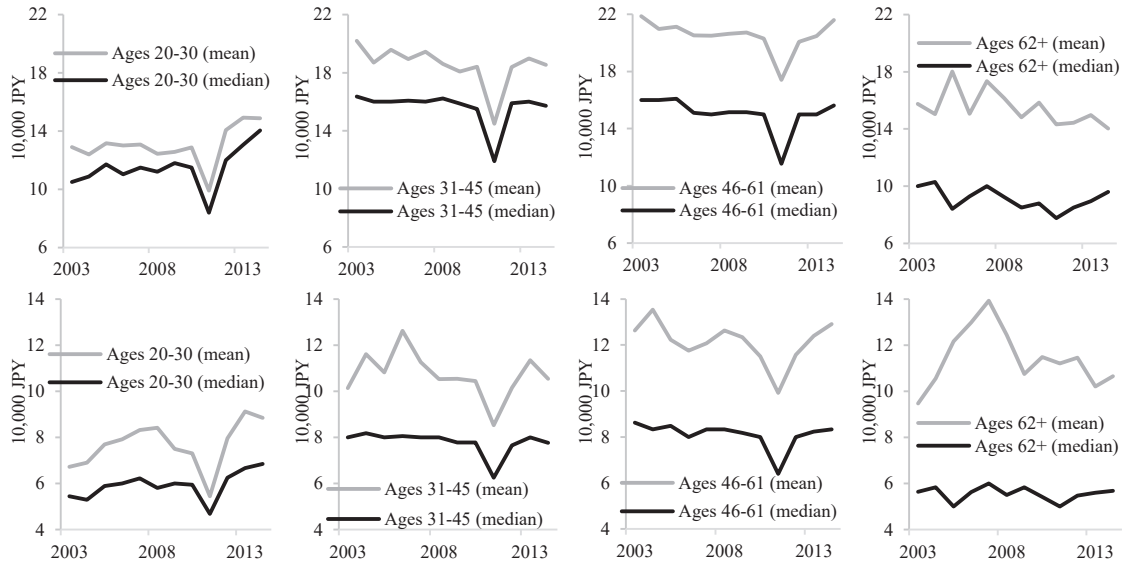 22
18
14
10
6
10,000 JPY
Ages 20-30 (mean)
Ages 20-30 (median)
2003 2008 2013
22
18
14
10
6
10,000 JPY
Ages 31-45 (mean)
Ages 31-45 (median)
2003 2008 2013
22
18
14
10
6
10,000 JPY
Ages 46-61 (mean)
Ages 46-61 (median)
2003 2008 2013
22
18
14
10
6
10,000 JPY
Ages 62+ (mean)
Ages 62+ (median)
2003 2008 2013
14
12
10
8
6
4
10,000 JPY
Ages 20-30 (mean)
Ages 20-30 (median)
2003 2008 2013
14
12
10
8
6
4
10,000 JPY
Ages 31-45 (mean)
Ages 31-45 (median)
2003 2008 2013
14
12
10
8
6
4
10,000 JPY
Ages 46-61 (mean)
Ages 46-61 (median)
2003 2008 2013
14
12
10
8
6
4
10,000 JPY
Ages 62+ (mean)
Ages 62+ (median)
2003 2008 2013